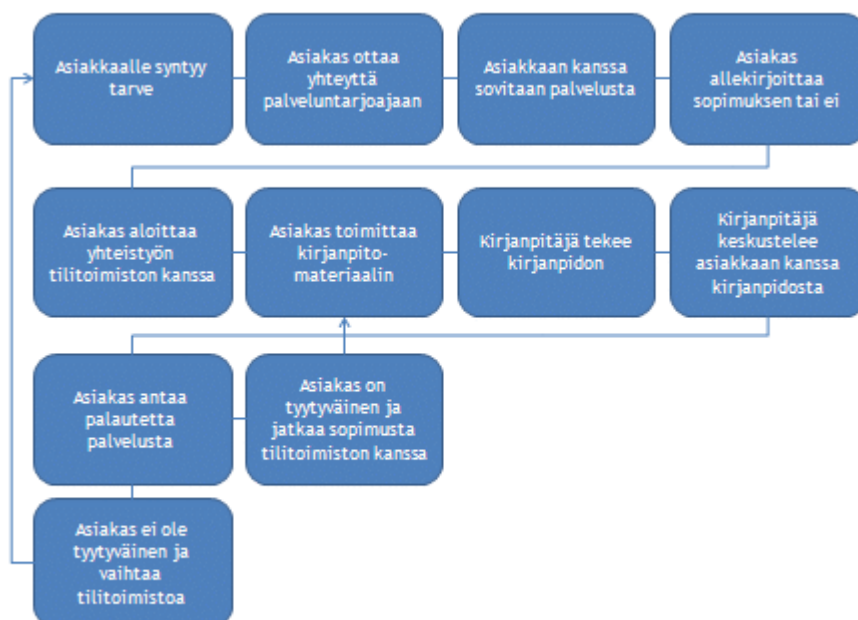 Asiakkaalle syntyy
tarve
Asiakas ottaa
yhteyttä
palveluntarjoajaan
Asiakkaan kanssa
sovitaan palvelusta
Asiakas
allekirjoittaa
sopimuksen tai ei
Asiakas aloittaa
yhteistyön
tilitoimiston kanssa
Asiakas toimittaa
kirjanpito-
materiaalin
Kirjanpitäjä tekee
kirjanpidon
Kirjanpitäjä
keskustelee
asiakkaan kanssa
kirjanpidosta
Asiakas antaa
palautetta
palvelusta
Asiakas on
tyytyväinen ja
jatkaa sopimusta
tilitoimiston kanssa
Asiakas ei ole
tyytyväinen ja
vaihtaa
tilitoimistoa